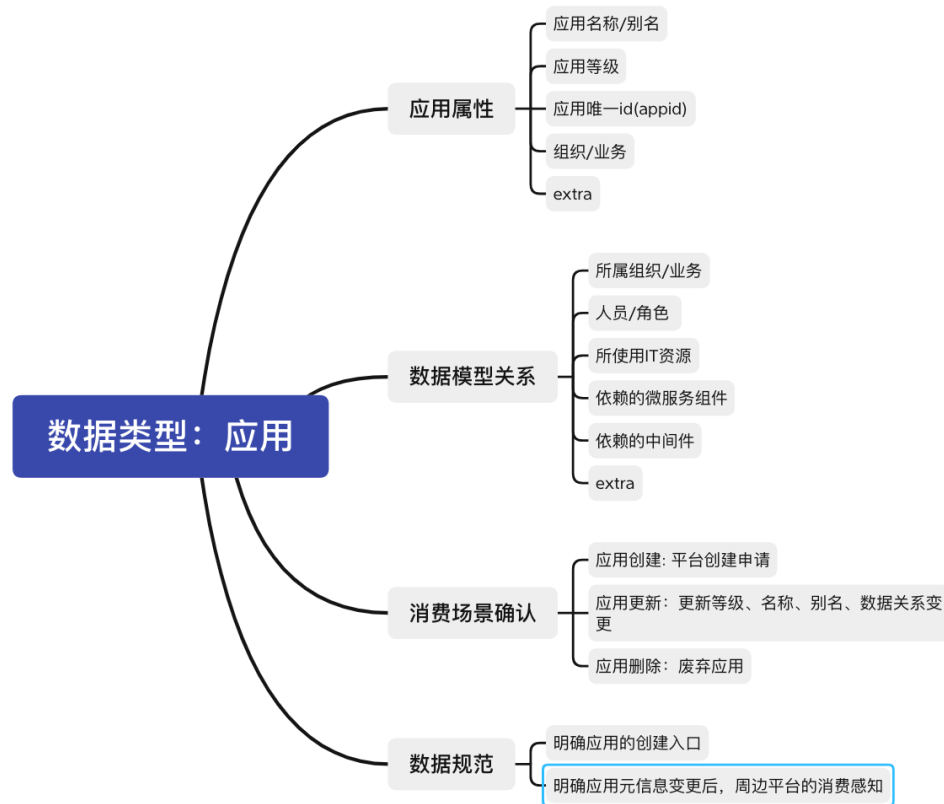 数据类型：应用
应用属性
应用名称/别名
应用等级
应用唯一id(appid)
组织/业务
extra
数据模型关系
所属组织/业务
人员/角色
所使用IT资源
依赖的微服务组件
依赖的中间件
extra
消费场景确认
应用创建: 平台创建申请
应用更新：更新等级、名称、别名、数据关系变
更
应用删除：废弃应用
数据规范
明确应用的创建入口
明确应用元信息变更后，周边平台的消费感知